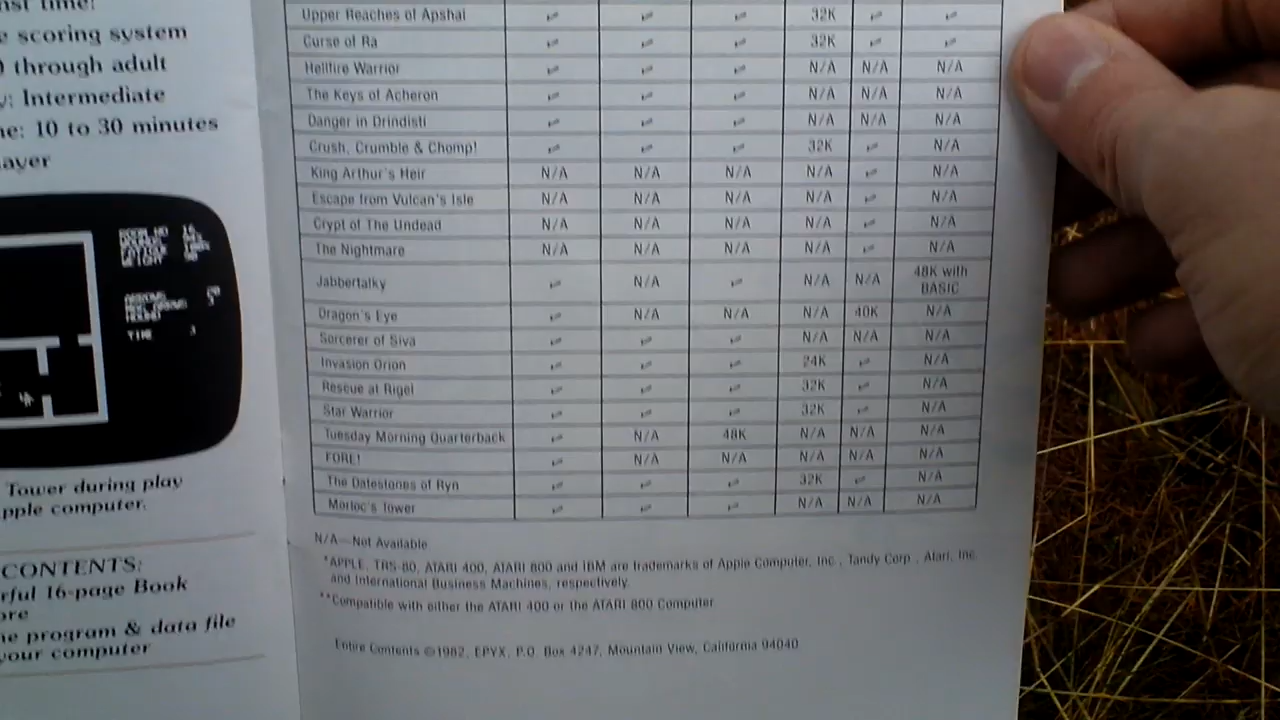 ast time!
e scoring system
) through adult
y: Intermediate
ne: 10 to 30 minutes
ayer
TIME 3
Tower during play
pple computer.
CONTENTS:
rful 16-page Book
ore
ne program & data file
your computer
Upper Reaches of Apshai ✓ ✓ ✓ 32K ✓ ✓
Curse of Ra ✓ ✓ ✓ 32K ✓ ✓
Hellfire Warrior ✓ ✓ ✓ N/A N/A N/A
The Keys of Acheron ✓ ✓ ✓ N/A N/A N/A
Danger in Drindisti ✓ ✓ ✓ N/A N/A N/A
Crush, Crumble & Chomp! ✓ ✓ ✓ 32K ✓ N/A
King Arthur's Heir N/A N/A N/A N/A ✓ N/A
Escape from Vulcan's Isle N/A N/A N/A N/A ✓ N/A
Crypt of The Undead N/A N/A N/A N/A ✓ N/A
The Nightmare N/A N/A N/A N/A ✓ N/A
Jabbertalky ✓ N/A ✓ N/A N/A 48K with
BASIC
Dragon's Eye ✓ N/A N/A N/A 40K N/A
Sorcerer of Siva ✓ ✓ ✓ N/A N/A N/A
Invasion Orion ✓ ✓ ✓ 24K ✓ N/A
Rescue at Rigel ✓ ✓ ✓ 32K ✓ N/A
Star Warrior ✓ ✓ ✓ 32K ✓ N/A
Tuesday Morning Quarterback ✓ N/A 48K N/A N/A N/A
FORE! ✓ N/A N/A N/A N/A N/A
The Datestones of Ryn ✓ ✓ ✓ 32K ✓ N/A
Morloc's Tower ✓ ✓ ✓ N/A N/A N/A
N/A—Not Available
*APPLE, TRS-80, ATARI 400, ATARI 800 and IBM are trademarks of Apple Computer, Inc., Tandy Corp., Atari, Inc.
and International Business Machines, respectively.
**Compatible with either the ATARI 400 or the ATARI 800 Computer
Entire Contents ©1982, EPYX, P.O. Box 4247, Mountain View, California 94040